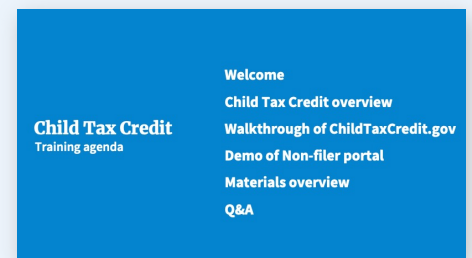 Child Tax Credit
Training agenda
Welcome
Child Tax Credit overview
Walkthrough of ChildTaxCredit.gov
Demo of Non-filer portal
Materials overview
Q&A